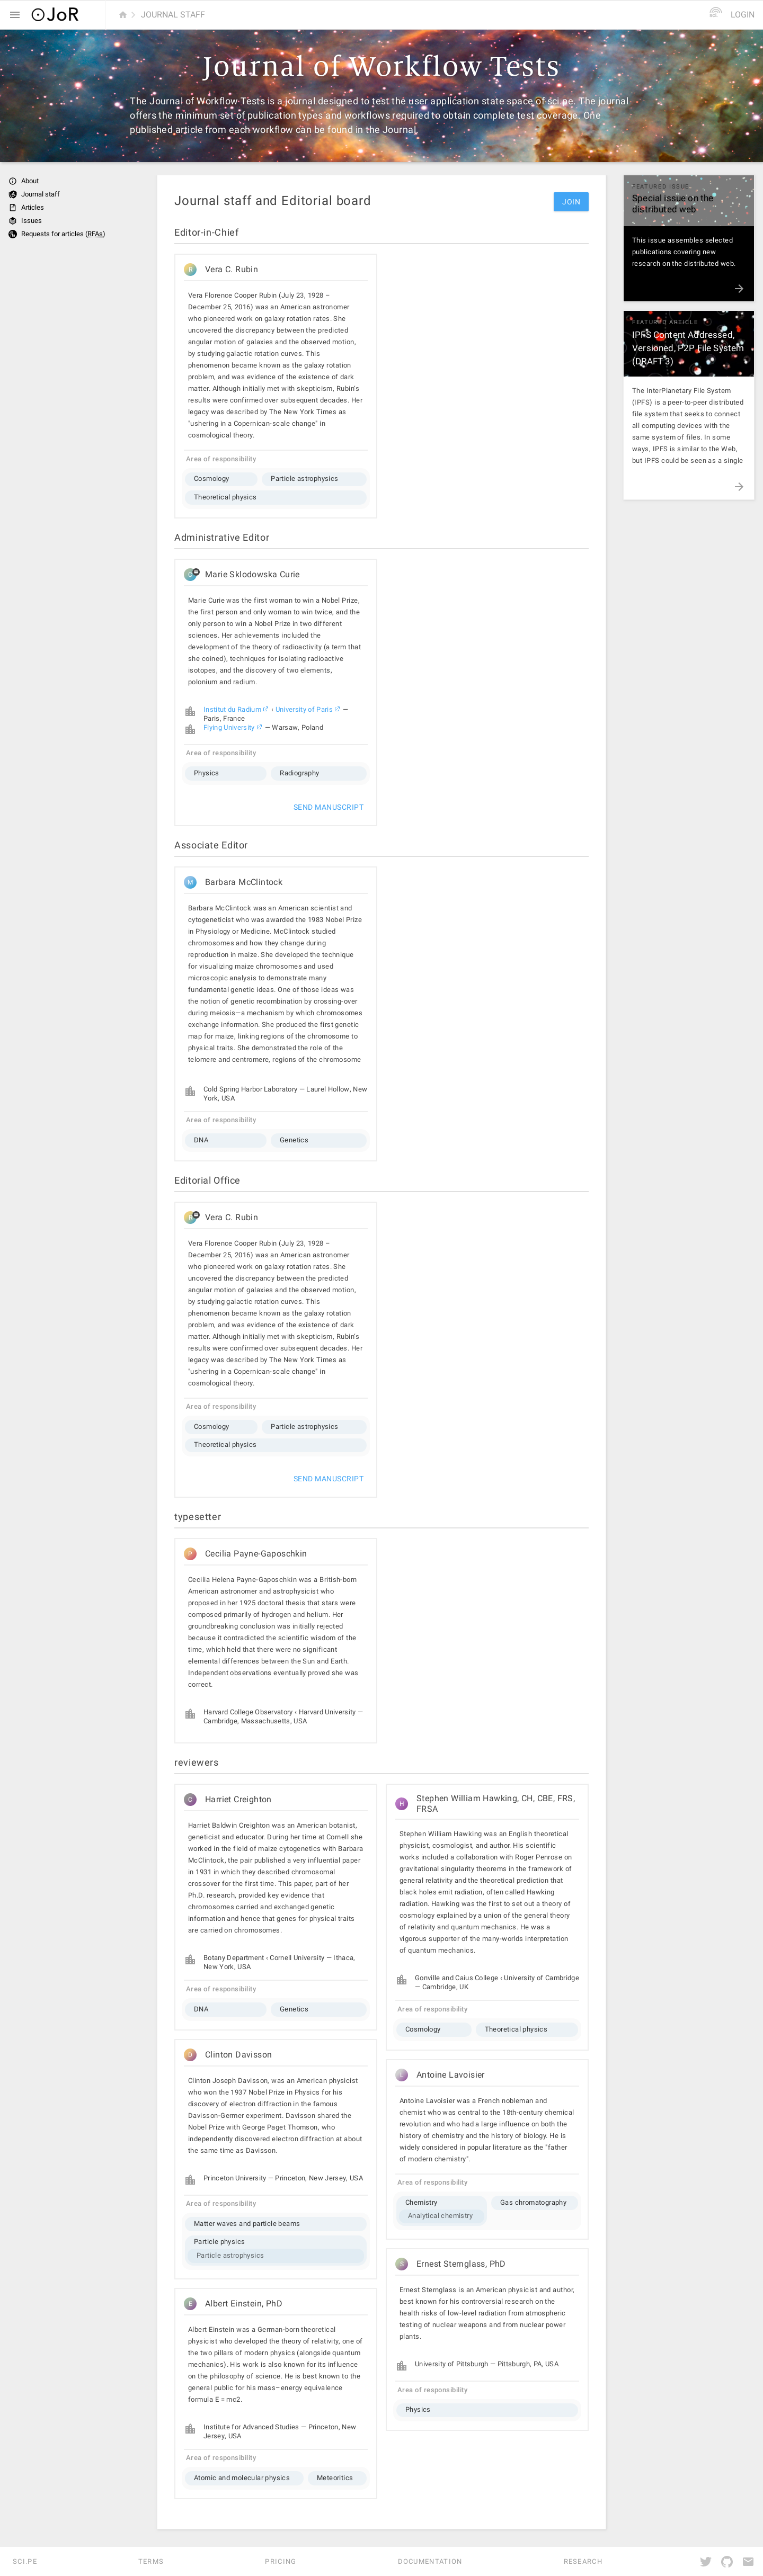 JoR
JOURNAL STAFF
LOGIN
Journal of Workflow Tests
The Journal of Workflow Tests is a journal designed to test the user application state space of sci.pe. The journal
offers the minimum set of publication types and workflows required to obtain complete test coverage. One
published article from each workflow can be found in the Journal.
About
Journal staff
Articles
Issues
Requests for articles (RFAs)
Journal staff and Editorial board
JOIN
Editor-in-Chief
R
Vera C. Rubin
Vera Florence Cooper Rubin (July 23, 1928 –
December 25, 2016) was an American astronomer
who pioneered work on galaxy rotation rates. She
uncovered the discrepancy between the predicted
angular motion of galaxies and the observed motion,
by studying galactic rotation curves. This
phenomenon became known as the galaxy rotation
problem, and was evidence of the existence of dark
matter. Although initially met with skepticism, Rubin's
results were confirmed over subsequent decades. Her
legacy was described by The New York Times as
"ushering in a Copernican-scale change" in
cosmological theory.
Area of responsibility
Cosmology
Particle astrophysics
Theoretical physics
Administrative Editor
Marie Sklodowska Curie
Marie Curie was the first woman to win a Nobel Prize,
the first person and only woman to win twice, and the
only person to win a Nobel Prize in two different
sciences. Her achievements included the
development of the theory of radioactivity (a term that
she coined), techniques for isolating radioactive
isotopes, and the discovery of two elements,
polonium and radium.
Institut du Radium ‹ University of Paris —
Paris, France
Flying University — Warsaw, Poland
Area of responsibility
Physics
Radiography
SEND MANUSCRIPT
Associate Editor
M
Barbara McClintock
Barbara McClintock was an American scientist and
cytogeneticist who was awarded the 1983 Nobel Prize
in Physiology or Medicine. McClintock studied
chromosomes and how they change during
reproduction in maize. She developed the technique
for visualizing maize chromosomes and used
microscopic analysis to demonstrate many
fundamental genetic ideas. One of those ideas was
the notion of genetic recombination by crossing-over
during meiosis—a mechanism by which chromosomes
exchange information. She produced the first genetic
map for maize, linking regions of the chromosome to
physical traits. She demonstrated the role of the
telomere and centromere, regions of the chromosome
Cold Spring Harbor Laboratory — Laurel Hollow, New
York, USA
Area of responsibility
DNA
Genetics
Editorial Office
Vera C. Rubin
Vera Florence Cooper Rubin (July 23, 1928 –
December 25, 2016) was an American astronomer
who pioneered work on galaxy rotation rates. She
uncovered the discrepancy between the predicted
angular motion of galaxies and the observed motion,
by studying galactic rotation curves. This
phenomenon became known as the galaxy rotation
problem, and was evidence of the existence of dark
matter. Although initially met with skepticism, Rubin's
results were confirmed over subsequent decades. Her
legacy was described by The New York Times as
"ushering in a Copernican-scale change" in
cosmological theory.
Area of responsibility
Cosmology
Particle astrophysics
Theoretical physics
SEND MANUSCRIPT
typesetter
P
Cecilia Payne-Gaposchkin
Cecilia Helena Payne-Gaposchkin was a British-born
American astronomer and astrophysicist who
proposed in her 1925 doctoral thesis that stars were
composed primarily of hydrogen and helium. Her
groundbreaking conclusion was initially rejected
because it contradicted the scientific wisdom of the
time, which held that there were no significant
elemental differences between the Sun and Earth.
Independent observations eventually proved she was
correct.
Harvard College Observatory ‹ Harvard University —
Cambridge, Massachusetts, USA
reviewers
C
Harriet Creighton
Harriet Baldwin Creighton was an American botanist,
geneticist and educator. During her time at Cornell she
worked in the field of maize cytogenetics with Barbara
McClintock, the pair published a very influential paper
in 1931 in which they described chromosomal
crossover for the first time. This paper, part of her
Ph.D. research, provided key evidence that
chromosomes carried and exchanged genetic
information and hence that genes for physical traits
are carried on chromosomes.
Botany Department ‹ Cornell University — Ithaca,
New York, USA
Area of responsibility
DNA
Genetics
D
Clinton Davisson
Clinton Joseph Davisson, was an American physicist
who won the 1937 Nobel Prize in Physics for his
discovery of electron diffraction in the famous
Davisson-Germer experiment. Davisson shared the
Nobel Prize with George Paget Thomson, who
independently discovered electron diffraction at about
the same time as Davisson.
Princeton University — Princeton, New Jersey, USA
Area of responsibility
Matter waves and particle beams
Particle physics
Particle astrophysics
E
Albert Einstein, PhD
Albert Einstein was a German-born theoretical
physicist who developed the theory of relativity, one of
the two pillars of modern physics (alongside quantum
mechanics). His work is also known for its influence
on the philosophy of science. He is best known to the
general public for his mass–energy equivalence
formula E = mc2.
Institute for Advanced Studies — Princeton, New
Jersey, USA
Area of responsibility
Atomic and molecular physics
Meteoritics
H
Stephen William Hawking, CH, CBE, FRS,
FRSA
Stephen William Hawking was an English theoretical
physicist, cosmologist, and author. His scientific
works included a collaboration with Roger Penrose on
gravitational singularity theorems in the framework of
general relativity and the theoretical prediction that
black holes emit radiation, often called Hawking
radiation. Hawking was the first to set out a theory of
cosmology explained by a union of the general theory
of relativity and quantum mechanics. He was a
vigorous supporter of the many-worlds interpretation
of quantum mechanics.
Gonville and Caius College ‹ University of Cambridge
— Cambridge, UK
Area of responsibility
Cosmology
Theoretical physics
L
Antoine Lavoisier
Antoine Lavoisier was a French nobleman and
chemist who was central to the 18th-century chemical
revolution and who had a large influence on both the
history of chemistry and the history of biology. He is
widely considered in popular literature as the "father
of modern chemistry".
Area of responsibility
Chemistry
Gas chromatography
Analytical chemistry
S
Ernest Sternglass, PhD
Ernest Sternglass is an American physicist and author,
best known for his controversial research on the
health risks of low-level radiation from atmospheric
testing of nuclear weapons and from nuclear power
plants.
University of Pittsburgh — Pittsburgh, PA, USA
Area of responsibility
Physics
FEATURED ISSUE
Special issue on the
distributed web
This issue assembles selected
publications covering new
research on the distributed web.
FEATURED ARTICLE
IPFS Content Addressed,
Versioned, P2P File System
(DRAFT 3)
The InterPlanetary File System
(IPFS) is a peer-to-peer distributed
file system that seeks to connect
all computing devices with the
same system of files. In some
ways, IPFS is similar to the Web,
but IPFS could be seen as a single
SCI.PE
TERMS
PRICING
DOCUMENTATION
RESEARCH